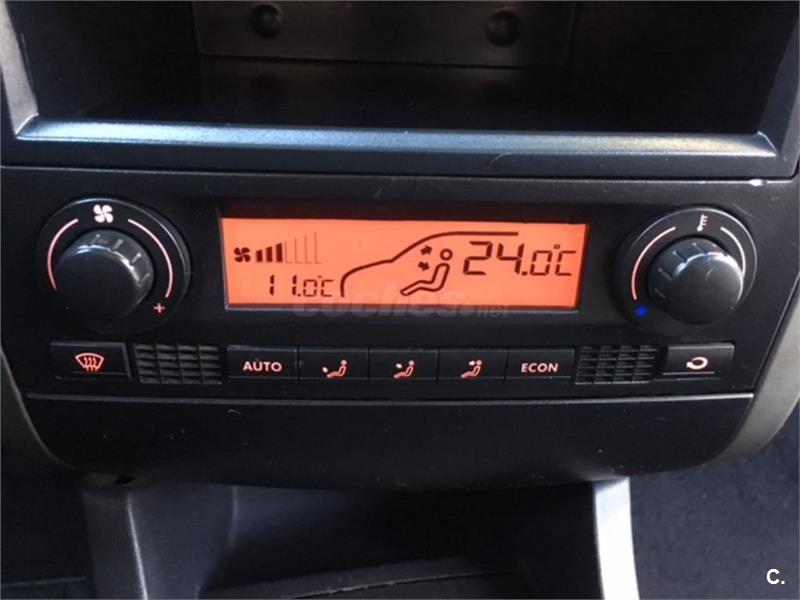 24.0°C
11.0°C
AUTO
ECON
coches.net
C.